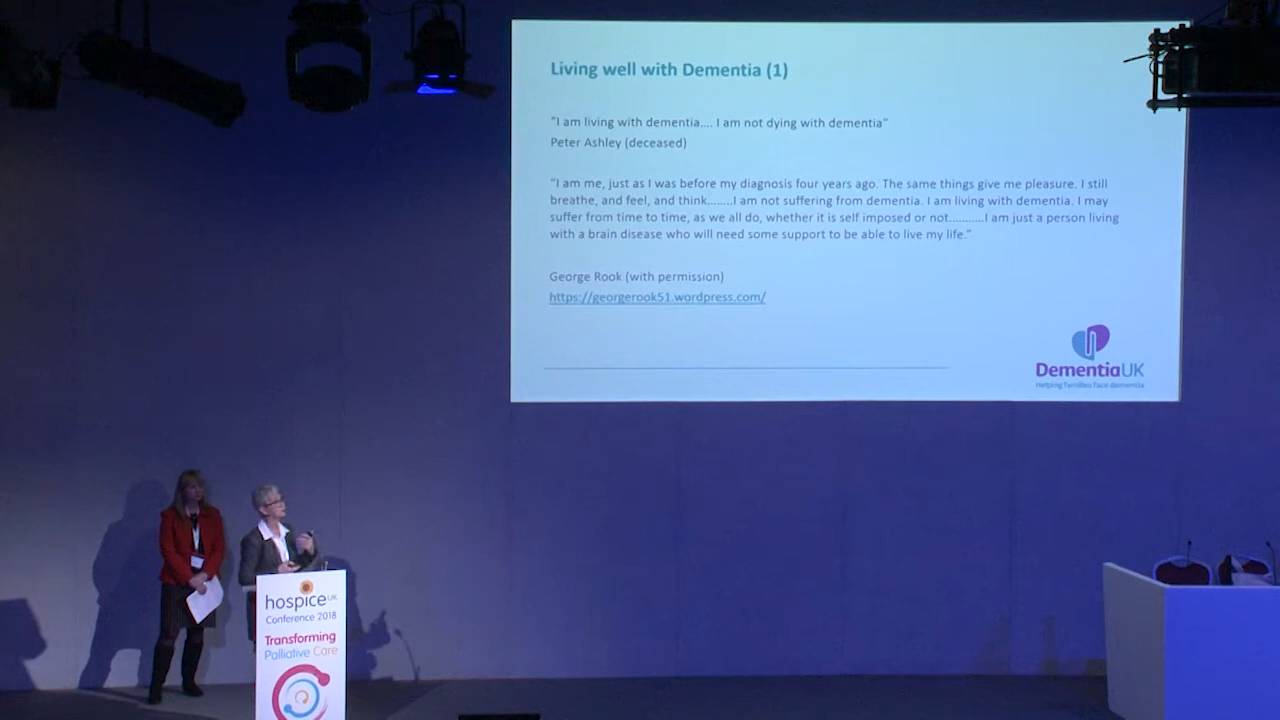 Living well with Dementia (1)
"I am living with dementia.... I am not dying with dementia"
Peter Ashley (deceased)
"I am me, just as I was before my diagnosis four years ago. The same things give me pleasure. I still
breathe, and feel, and think........I am not suffering from dementia. I am living with dementia. I may
suffer from time to time, as we all do, whether it is self imposed or not...........I am just a person living
with a brain disease who will need some support to be able to live my life."
George Rook (with permission)
https://georgerook51.wordpress.com/
DementiaUK
Helping families face dementia
hospice UK
Conference 2018
Transforming
Palliative Care